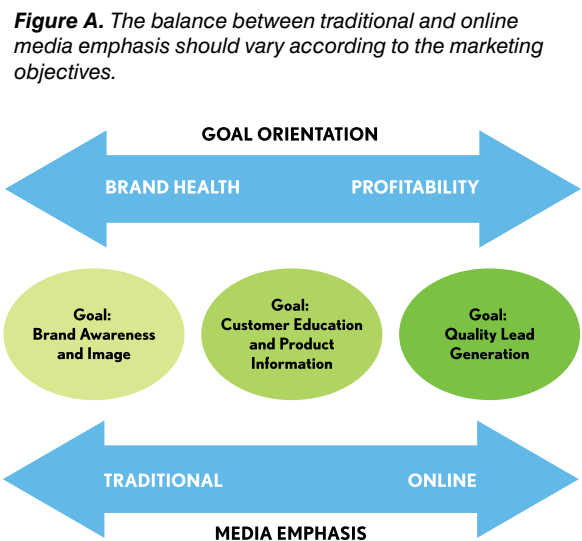 Figure A. The balance between traditional and online
media emphasis should vary according to the marketing
objectives.
GOAL ORIENTATION
BRAND HEALTH PROFITABILITY
Goal:
Brand Awareness
and Image
Goal:
Customer Education
and Product
Information
Goal:
Quality Lead
Generation
TRADITIONAL ONLINE
MEDIA EMPHASIS